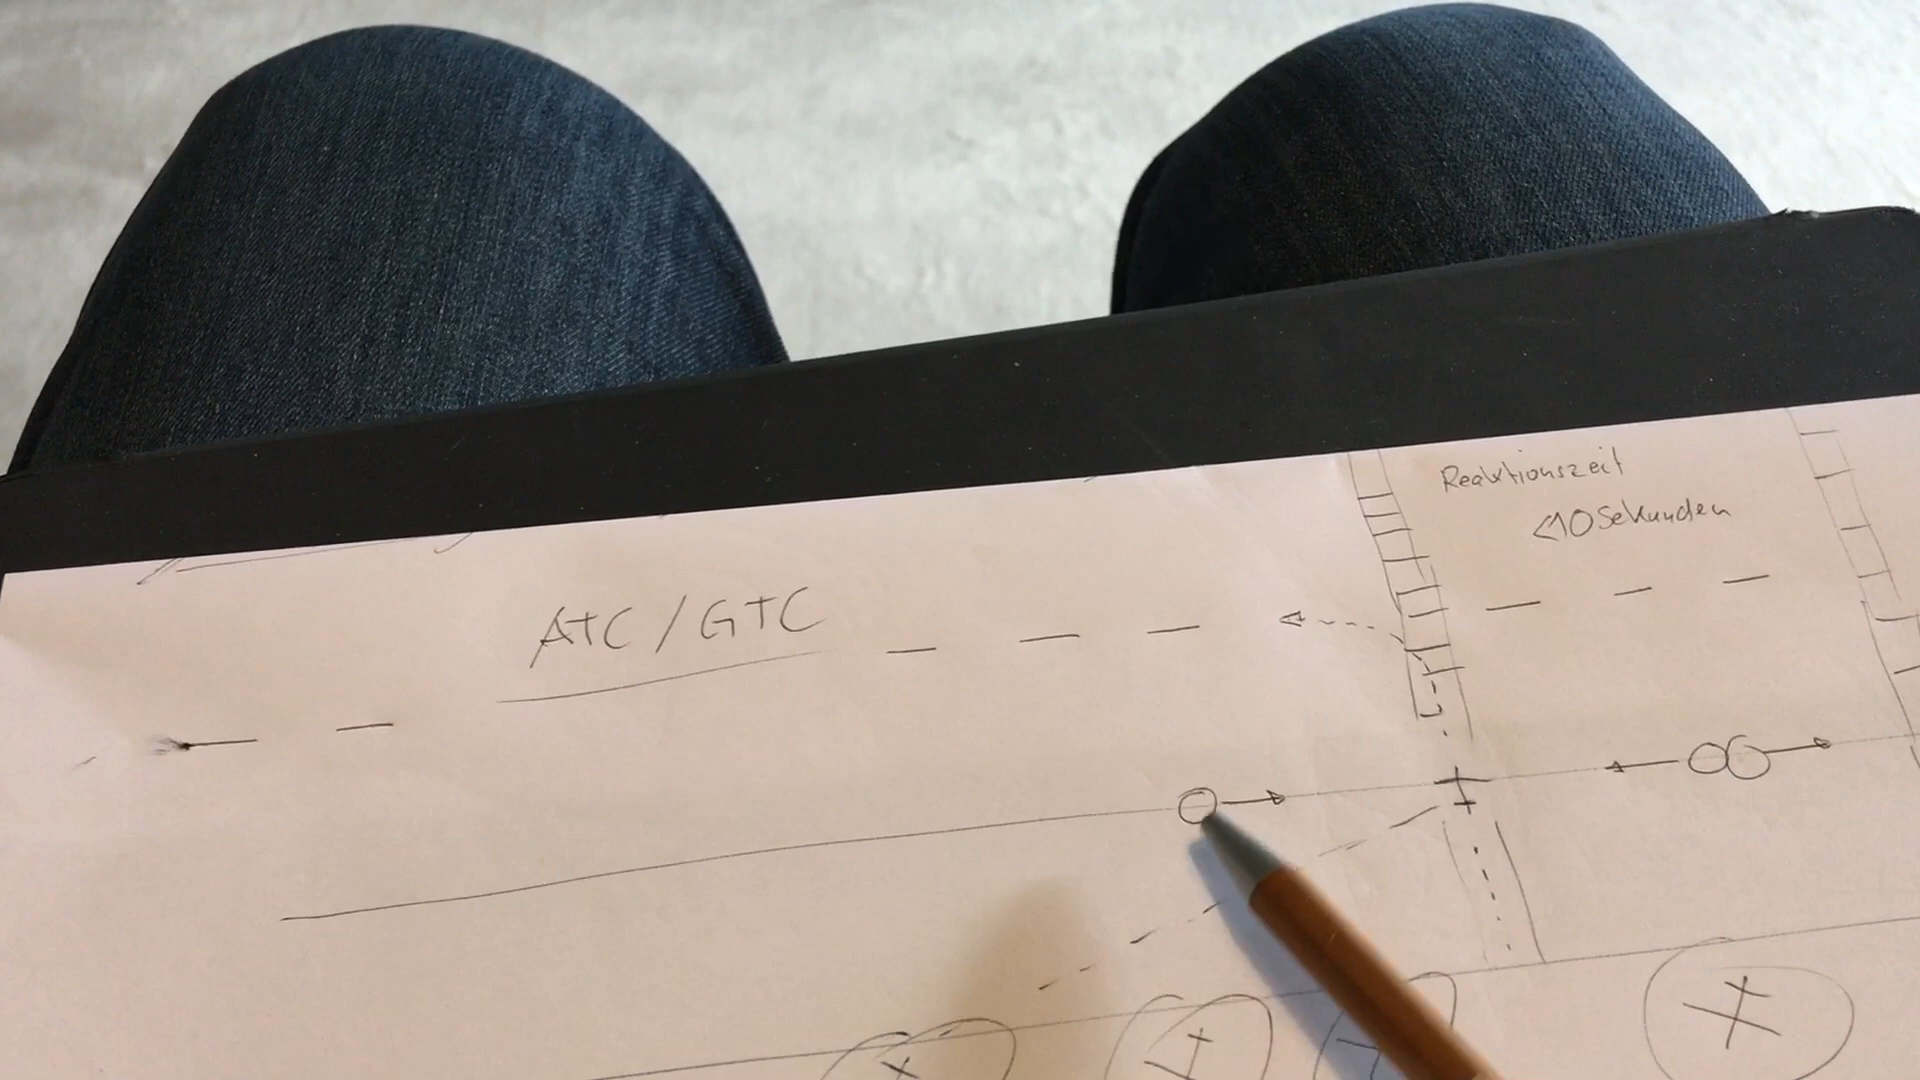 Reaktionszeit
<10 Sekunden
ATC / GTC